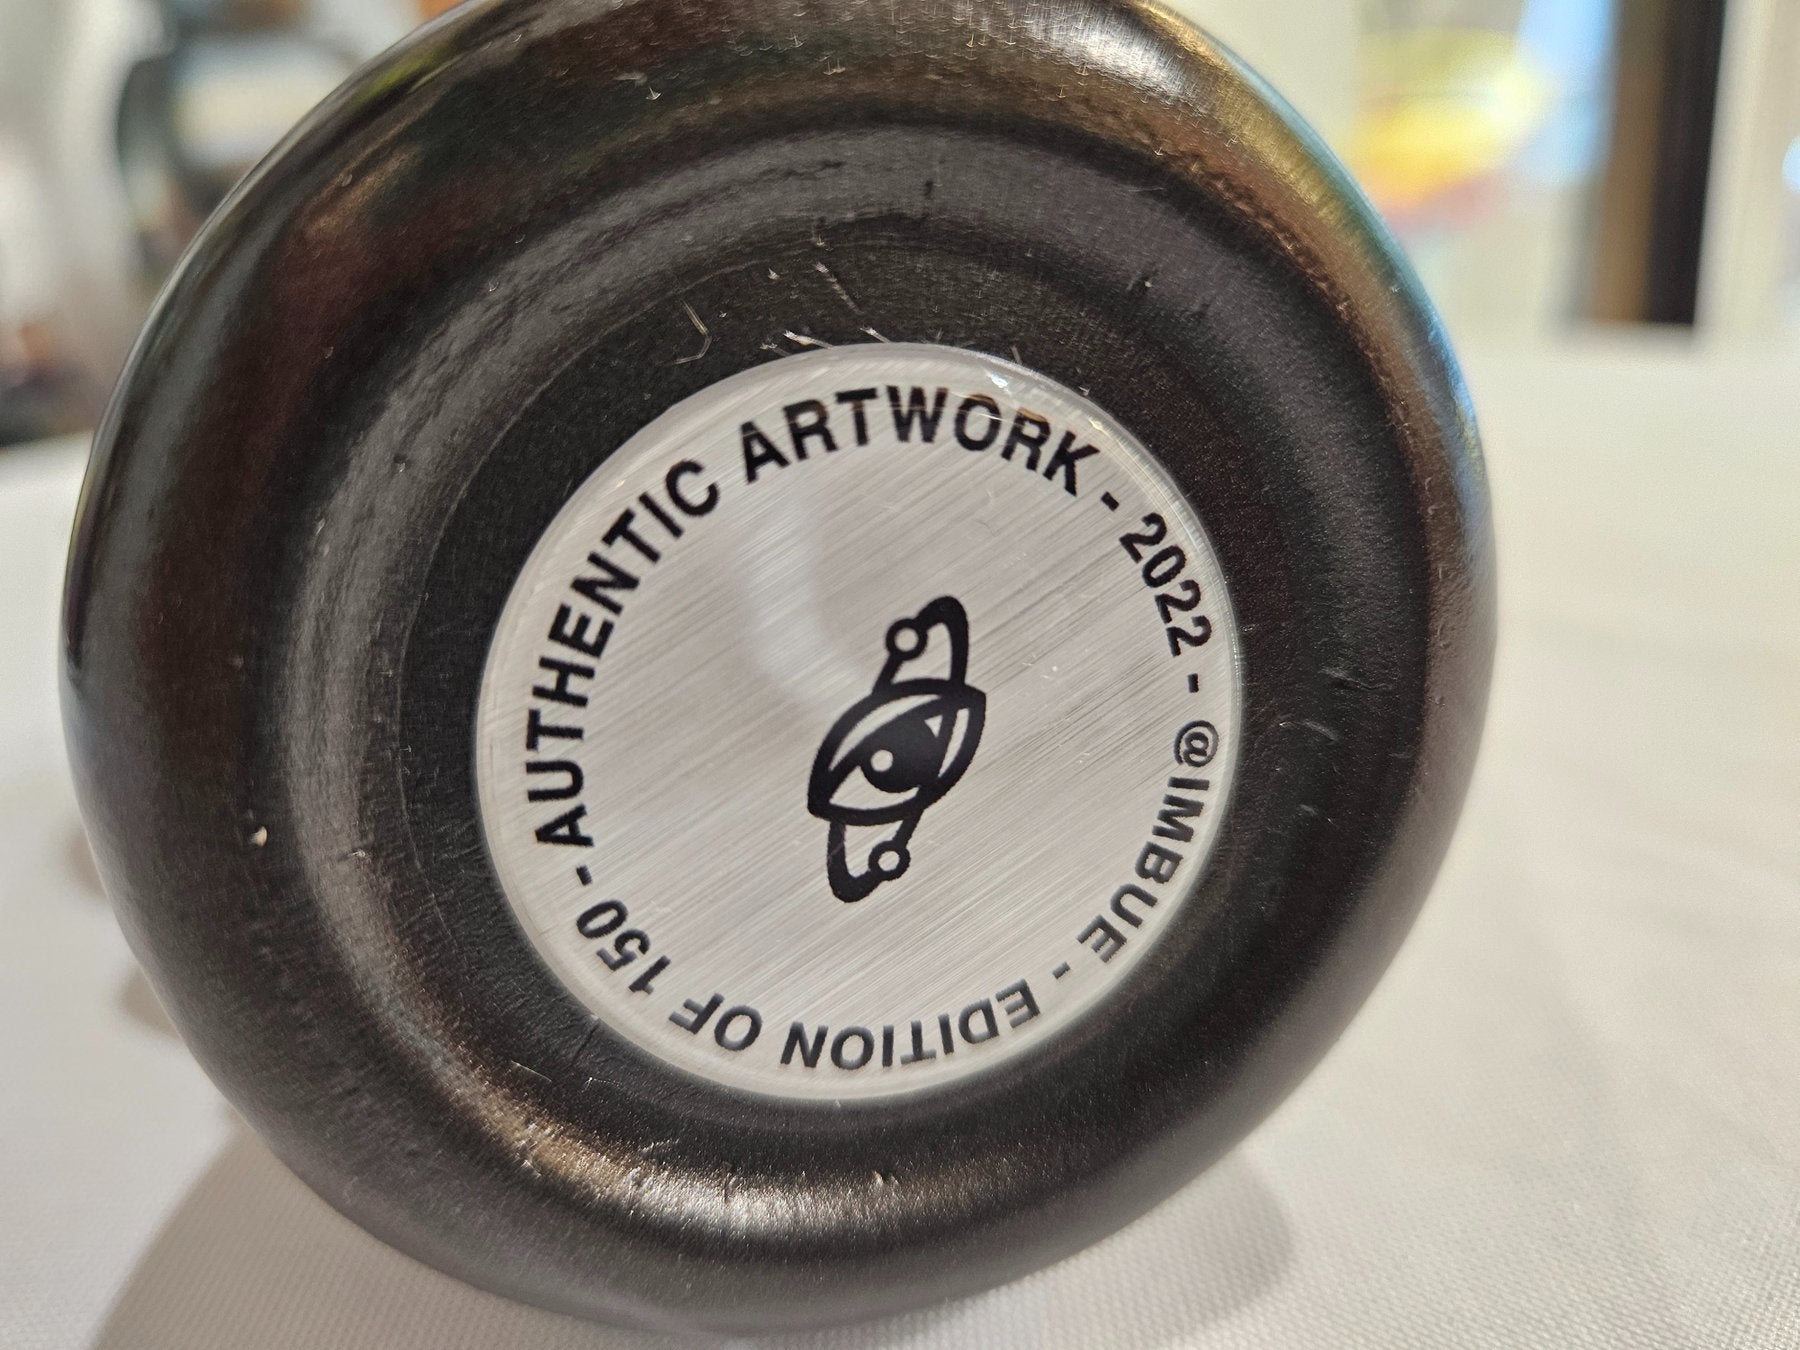 AUTHENTIC ARTWORK - 2022 - @IMBUE - EDITION OF 150 -